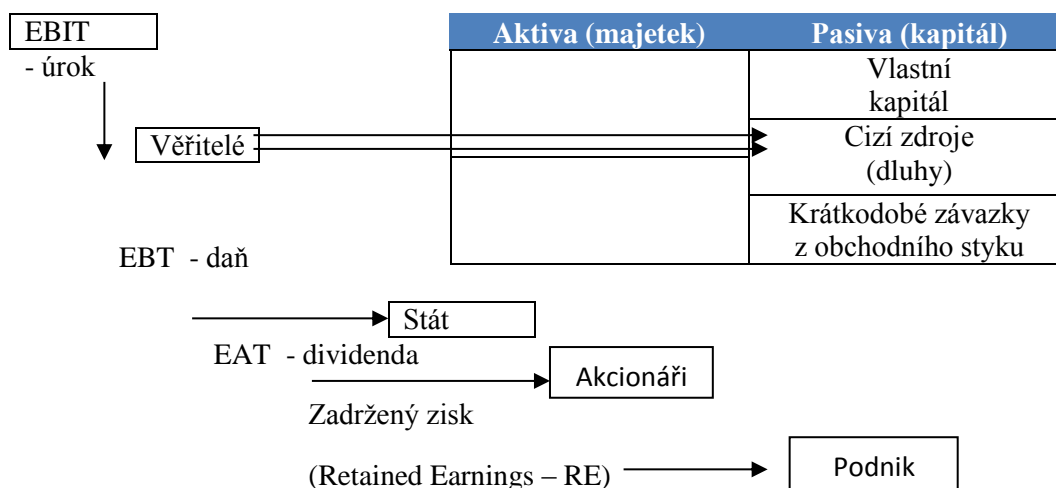 EBIT
- úrok
Věřitelé
Aktiva (majetek)
Pasiva (kapitál)
Vlastní
kapitál
Cizí zdroje
(dluhy)
Krátkodobé závazky
z obchodního styku
EBT - daň
Stát
EAT - dividenda
Akcionáři
Zadržený zisk
(Retained Earnings – RE)
Podnik